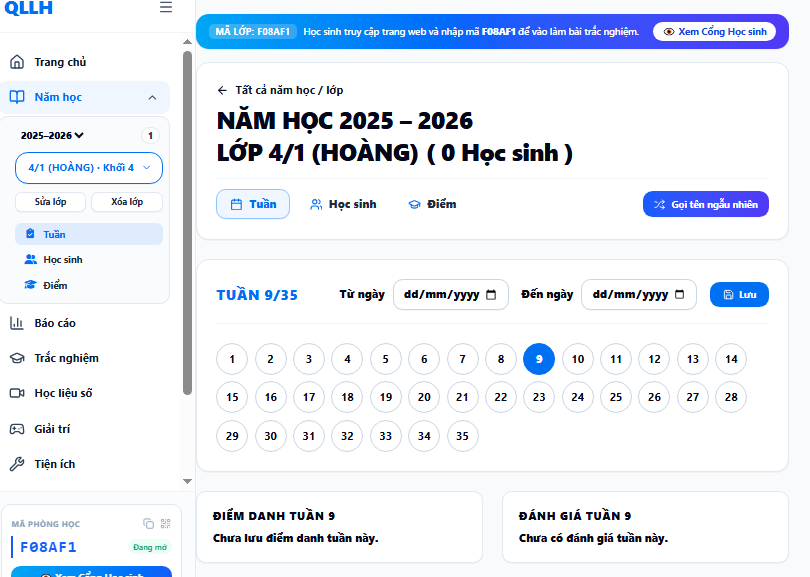 QLLH
Trang chủ
Năm học
2025–2026
1
4/1 (HOÀNG) • Khối 4
Sửa lớp
Xóa lớp
Tuần
Học sinh
Điểm
Báo cáo
Trắc nghiệm
Học liệu số
Giải trí
Tiện ích
MÃ PHÒNG HỌC
F08AF1
Đang mở
Xem Cổng Học sinh
MÃ LỚP: F08AF1
Học sinh truy cập trang web và nhập mã F08AF1 để vào làm bài trắc nghiệm.
Xem Cổng Học sinh
← Tất cả năm học / lớp
NĂM HỌC 2025 – 2026
LỚP 4/1 (HOÀNG) ( 0 Học sinh )
Tuần
Học sinh
Điểm
Gọi tên ngẫu nhiên
TUẦN 9/35
Từ ngày
dd/mm/yyyy
Đến ngày
dd/mm/yyyy
Lưu
1 2 3 4 5 6 7 8 9 10 11 12 13 14
15 16 17 18 19 20 21 22 23 24 25 26 27 28
29 30 31 32 33 34 35
ĐIỂM DANH TUẦN 9
Chưa lưu điểm danh tuần này.
ĐÁNH GIÁ TUẦN 9
Chưa có đánh giá tuần này.